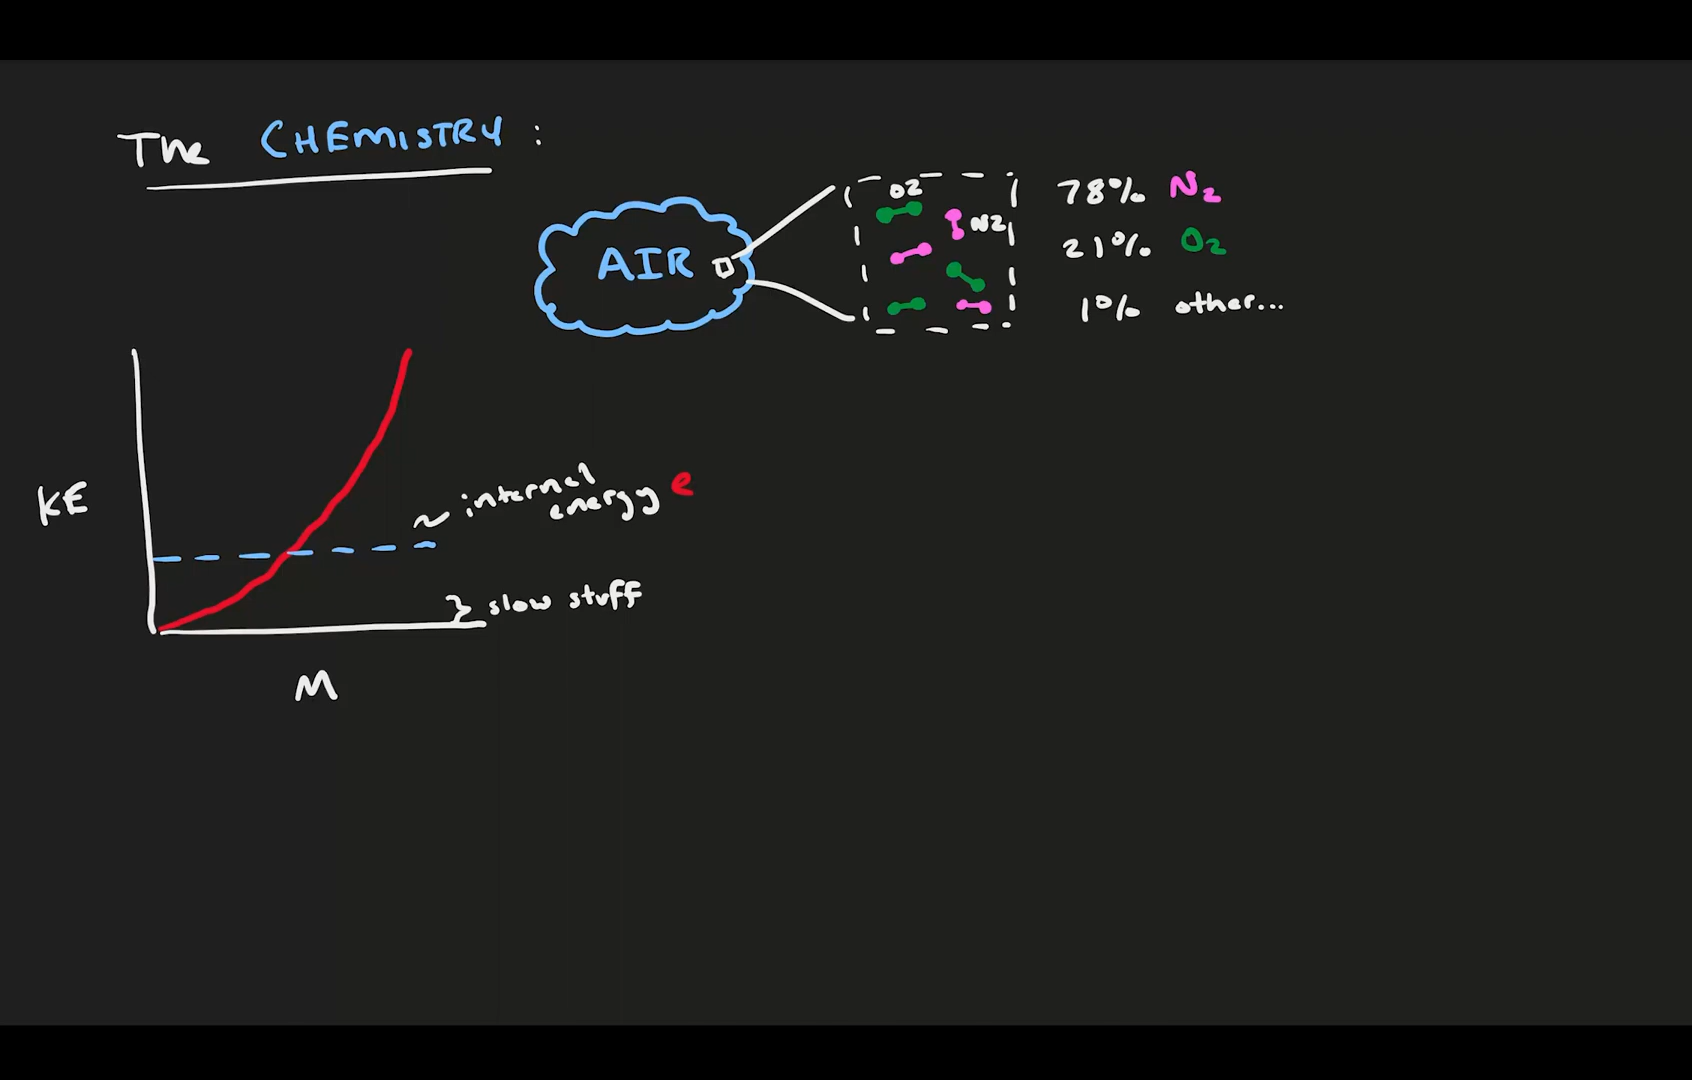 The CHEMISTRY:
AIR
O2
N2
78% N2
21% O2
1% other...
KE
~ internal
energy e
} slow stuff
M